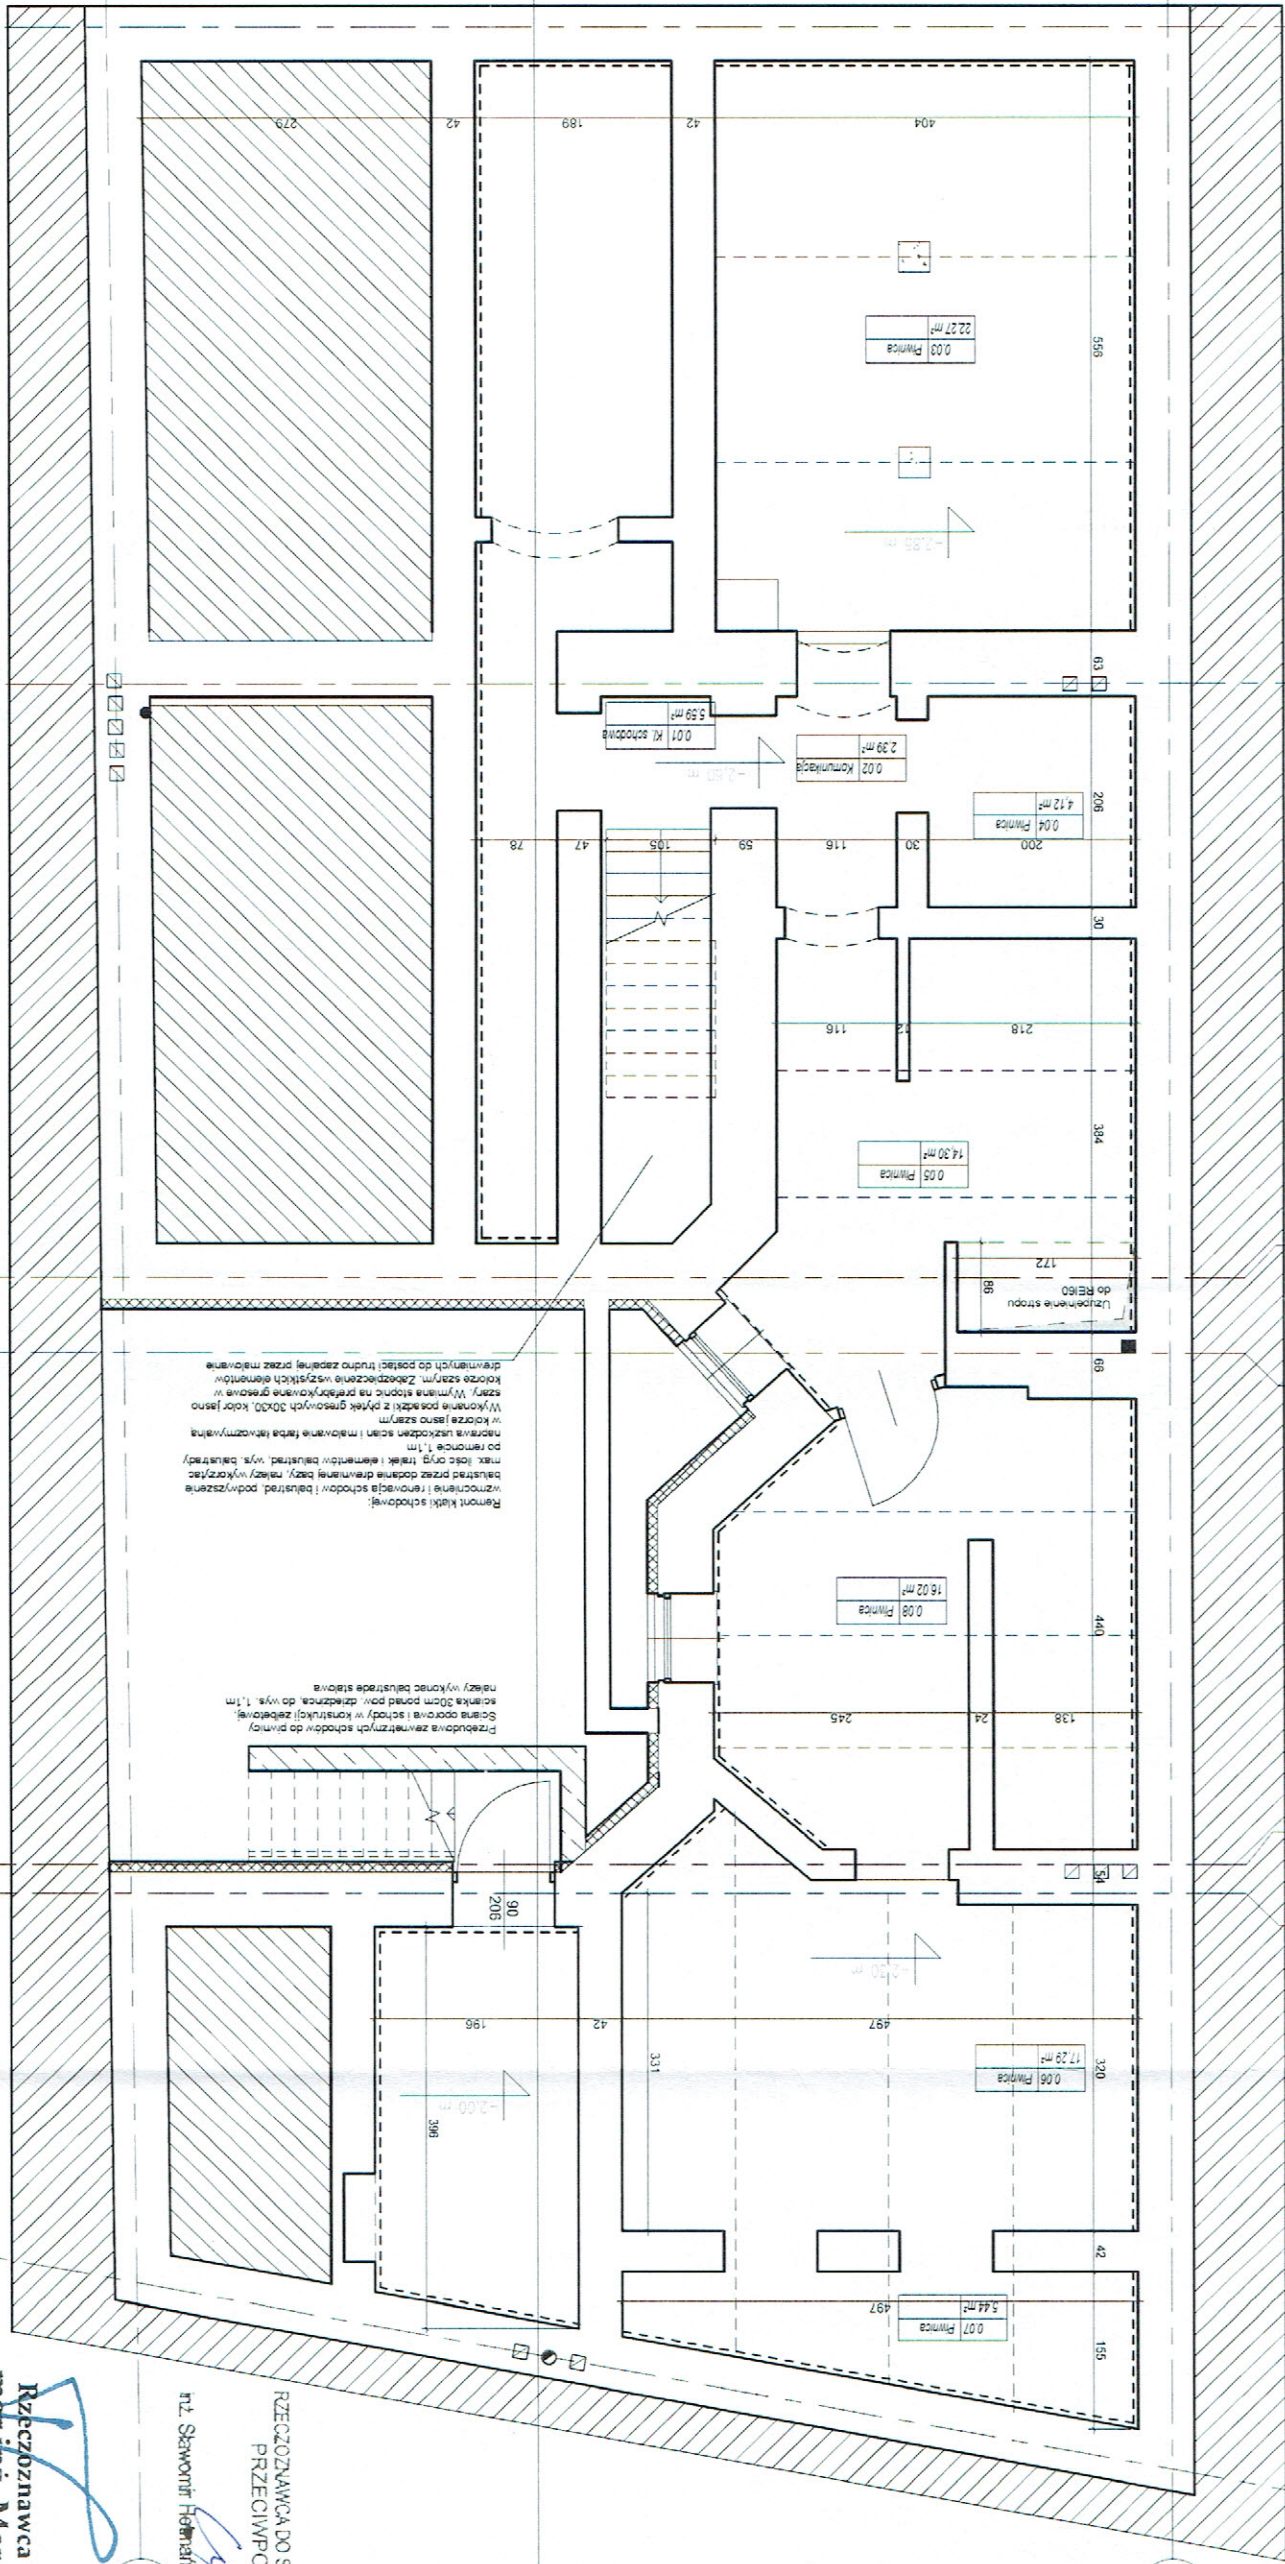 279
42
189
42
404
556
0.03 Piwnica
22.27 m²
-2,85 m
63
0.01 Kl. schodowa
5.59 m²
-2,50 m
0.02 Komunikacja
2.39 m²
206
0.04 Piwnica
4,12 m²
78
47
105
59
116
30
200
30
116
12
218
384
0.05 Piwnica
14,30 m²
172
86
Uzupełnienie stropu
do REI60
66
Remont klatki schodowej:
wzmocnienie i renowacja schodów i balustrad, podwyższenie
balustrad przez dodanie drewnianej bazy, należy wykorzytać
max. ilość oryg. tralek i elementów balustrad, wys. balustrady
po remoncie 1,1m
naprawa uszkodzeń ścian i malowanie farbą łatwozmywalną
w kolorze jasno szarym
Wykonanie posadzki z płytek gresowych 30x30, kolor jasno
szary. Wymiana stopnic na prefabrykowane gresowe w
kolorze szarym. Zabezpieczenie wszystkich elementów
drewnianych do postaci trudno zapalnej przez malowanie
0.08 Piwnica
16.02 m²
440
245
24
138
Przebudowa zewnetrznych schodów do piwnicy
Ściana oporowa i schody w konstrukcji żelbetowej,
ścianka 30cm ponad pow. dziedzińca, do wys. 1,1m
należy wykonać balustradę stalową
54
90
206
-2,30 m
196
42
497
331
320
0.06 Piwnica
17.29 m²
-2,00 m
396
42
497
0.07 Piwnica
5.44 m²
155
RZECZOZNAWCA DO S
PRZECIWPO
inż. Sławomir
Rzeczoznawca
mgr inż.